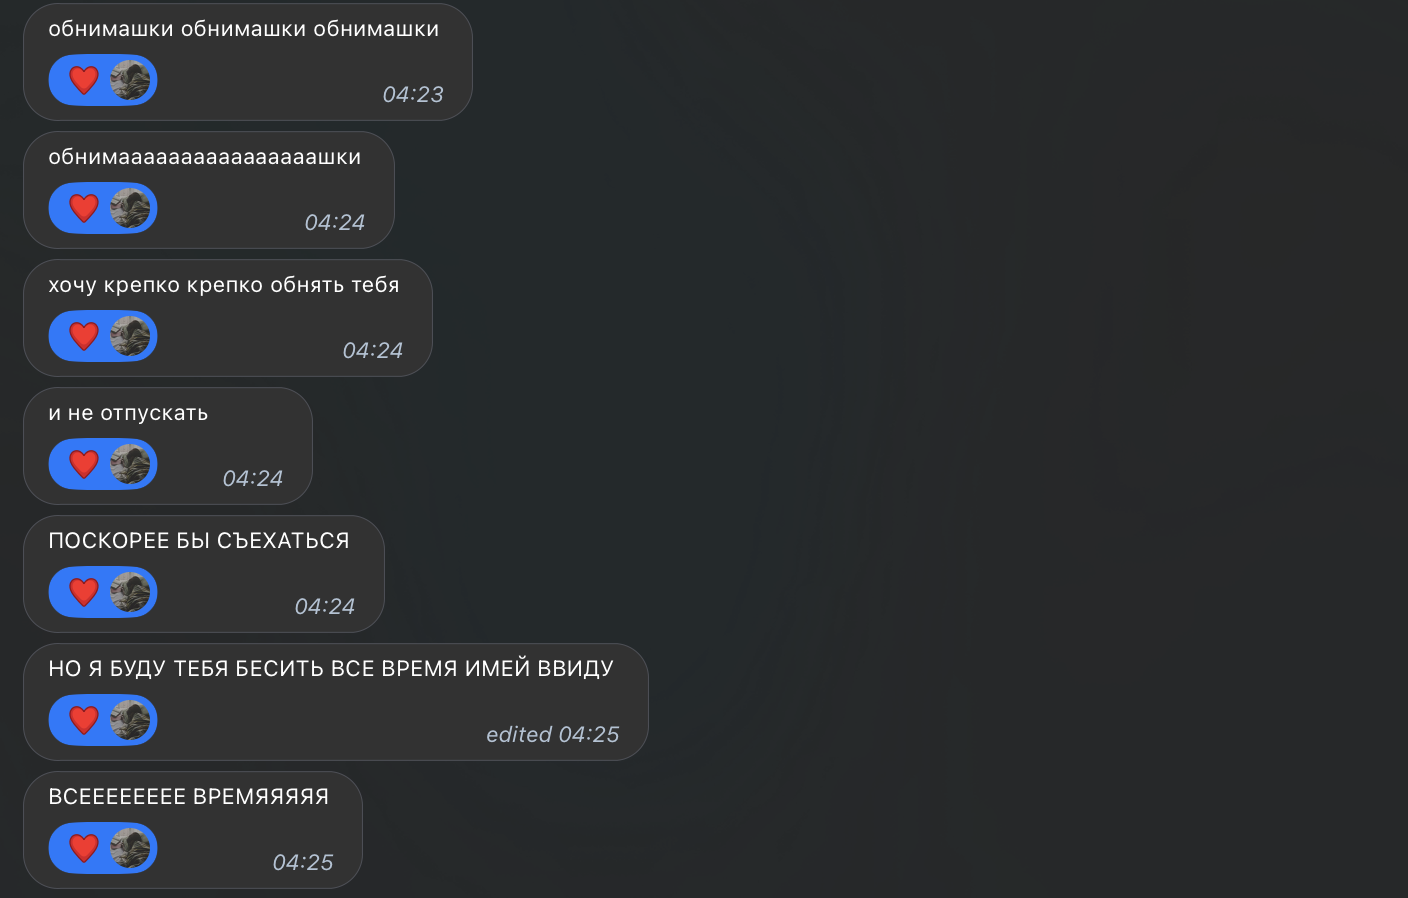 обнимашки обнимашки обнимашки
04:23
обнимааааааааааааааааашки
04:24
хочу крепко крепко обнять тебя
04:24
и не отпускать
04:24
ПОСКОРЕЕ БЫ СЪЕХАТЬСЯ
04:24
НО Я БУДУ ТЕБЯ БЕСИТЬ ВСЕ ВРЕМЯ ИМЕЙ ВВИДУ
edited 04:25
ВСЕЕЕЕЕЕЕЕ ВРЕМЯЯЯЯЯ
04:25